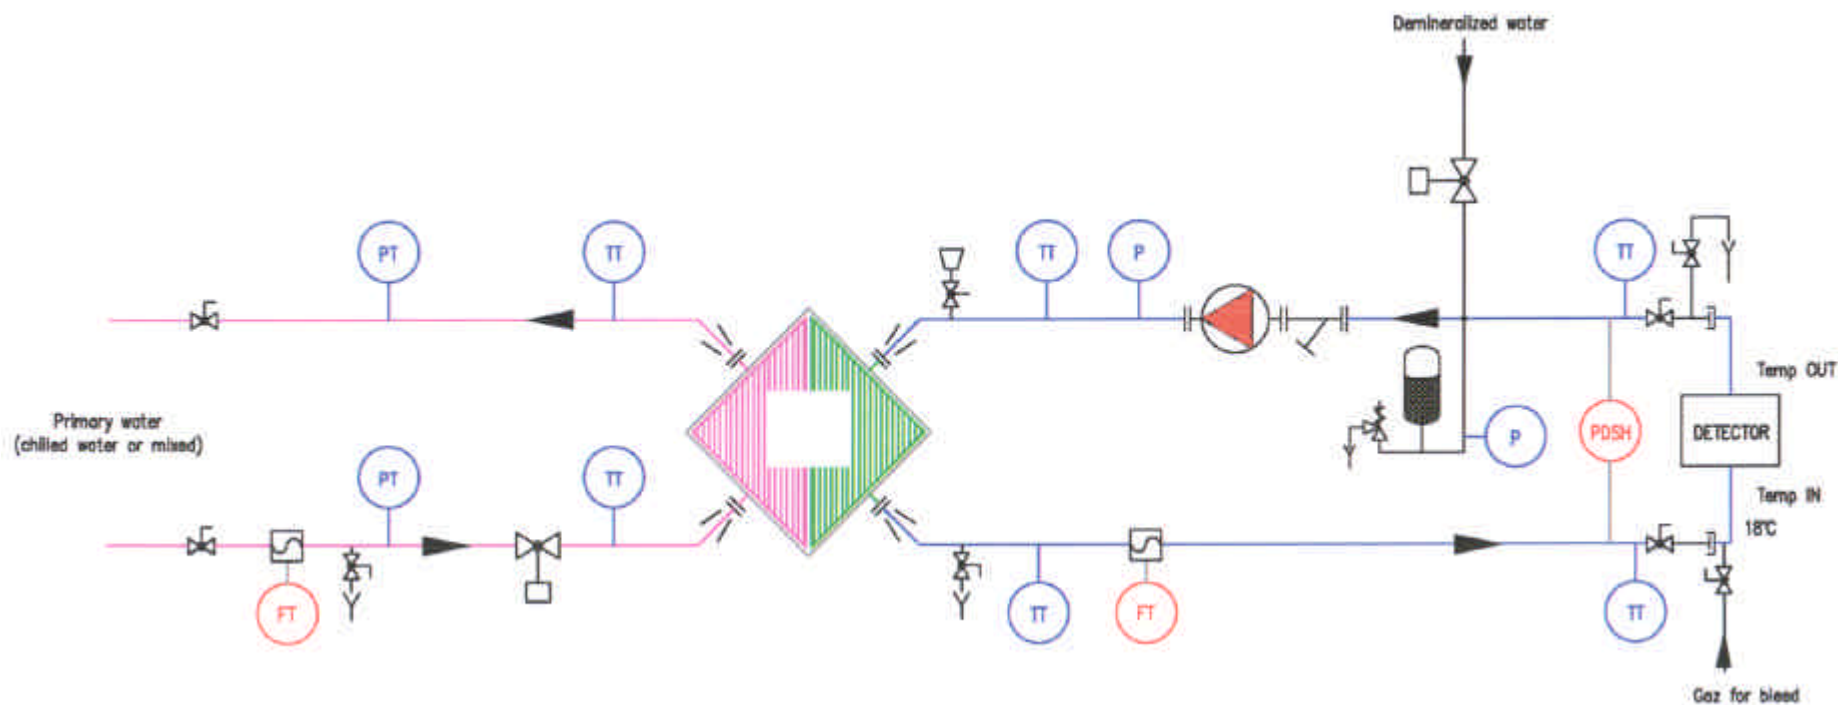 Demineralized water
PT
TT
TT
P
TT
Temp OUT
Primary water
(chilled water or mixed)
P
PDSH
DETECTOR
PT
TT
Temp IN
18°C
FT
TT
FT
TT
Gaz for bleed